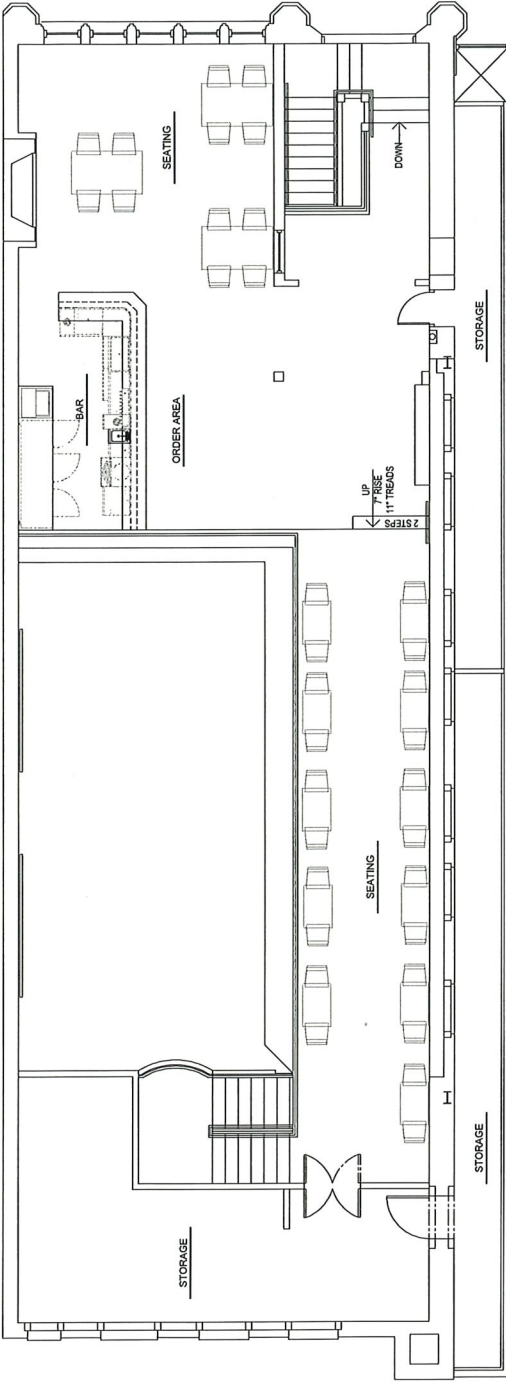 SEATING
DOWN
STORAGE
BAR
ORDER AREA
UP
7" RISE
11" TREADS
2 STEPS
SEATING
STORAGE
STORAGE